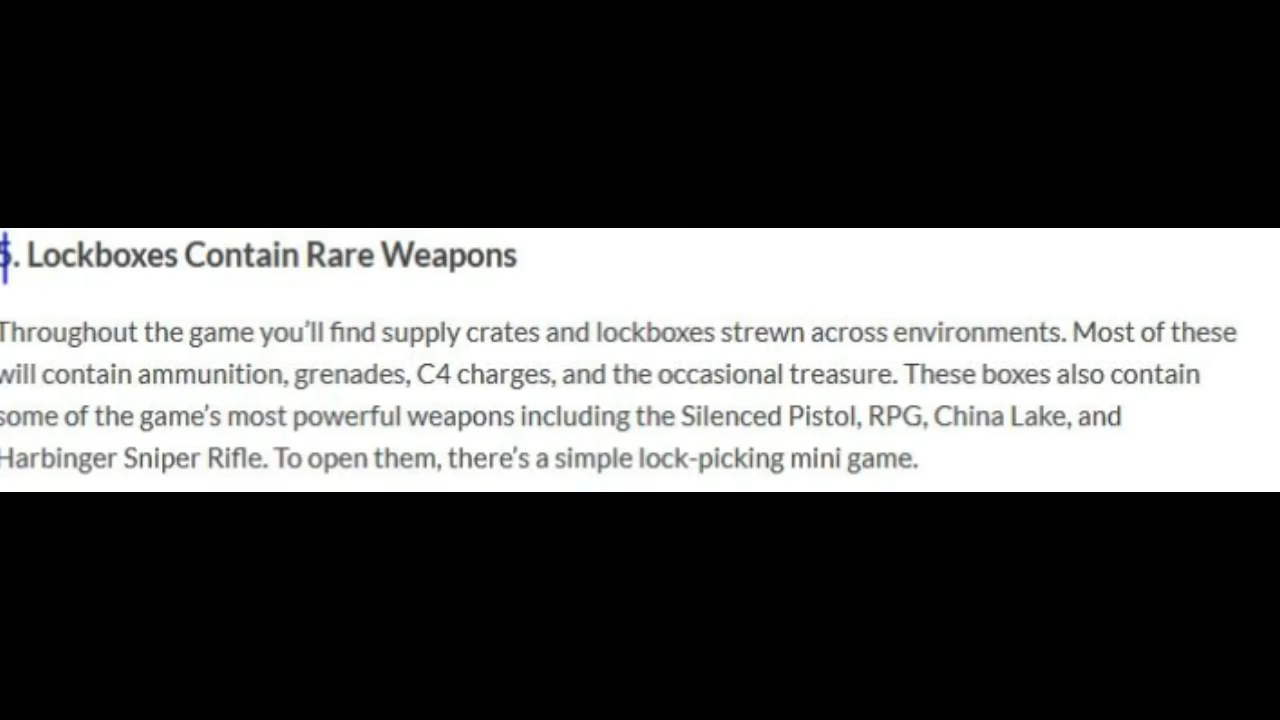 5. Lockboxes Contain Rare Weapons
Throughout the game you'll find supply crates and lockboxes strewn across environments. Most of these
will contain ammunition, grenades, C4 charges, and the occasional treasure. These boxes also contain
some of the game's most powerful weapons including the Silenced Pistol, RPG, China Lake, and
Harbinger Sniper Rifle. To open them, there's a simple lock-picking mini game.